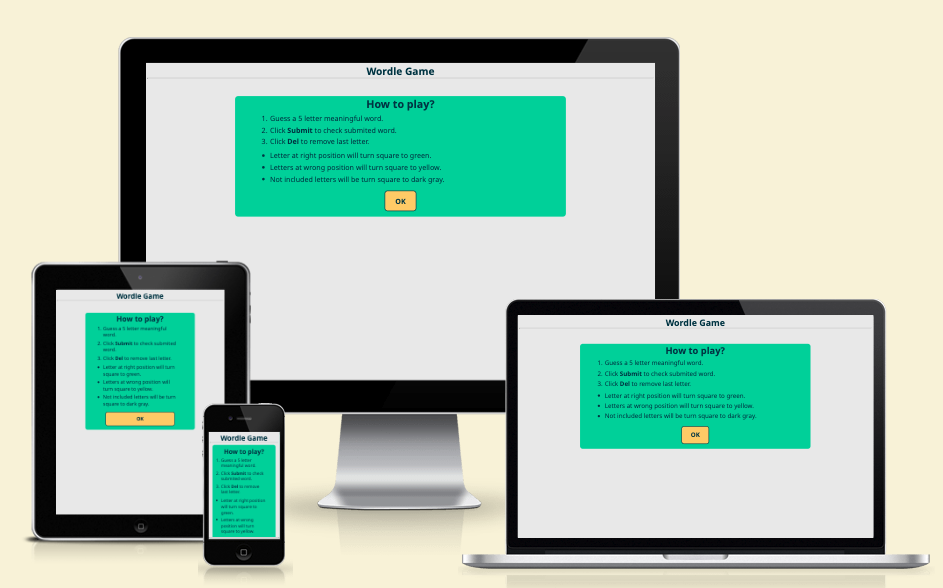 Wordle Game
How to play?
1. Guess a 5 letter meaningful word.
2. Click Submit to check submited word.
3. Click Del to remove last letter.
• Letter at right position will turn square to green.
• Letters at wrong position will turn square to yellow.
• Not included letters will be turn square to dark gray.
OK
Wordle Game
How to play?
1. Guess a 5 letter meaningful
word.
2. Click Submit to check submited
word.
3. Click Del to remove last letter.
• Letter at right position will turn
square to green.
• Letters at wrong position will
turn square to yellow.
• Not included letters will be turn
square to dark gray.
OK
Wordle Game
How to play?
1. Guess a 5 letter
meaningful word.
2. Click Submit to check
submited word.
3. Click Del to remove
last letter.
• Letter at right position
will turn square to
green.
• Letters at wrong
position will turn
square to yellow.
Wordle Game
How to play?
1. Guess a 5 letter meaningful word.
2. Click Submit to check submited word.
3. Click Del to remove last letter.
• Letter at right position will turn square to green.
• Letters at wrong position will turn square to yellow.
• Not included letters will be turn square to dark gray.
OK